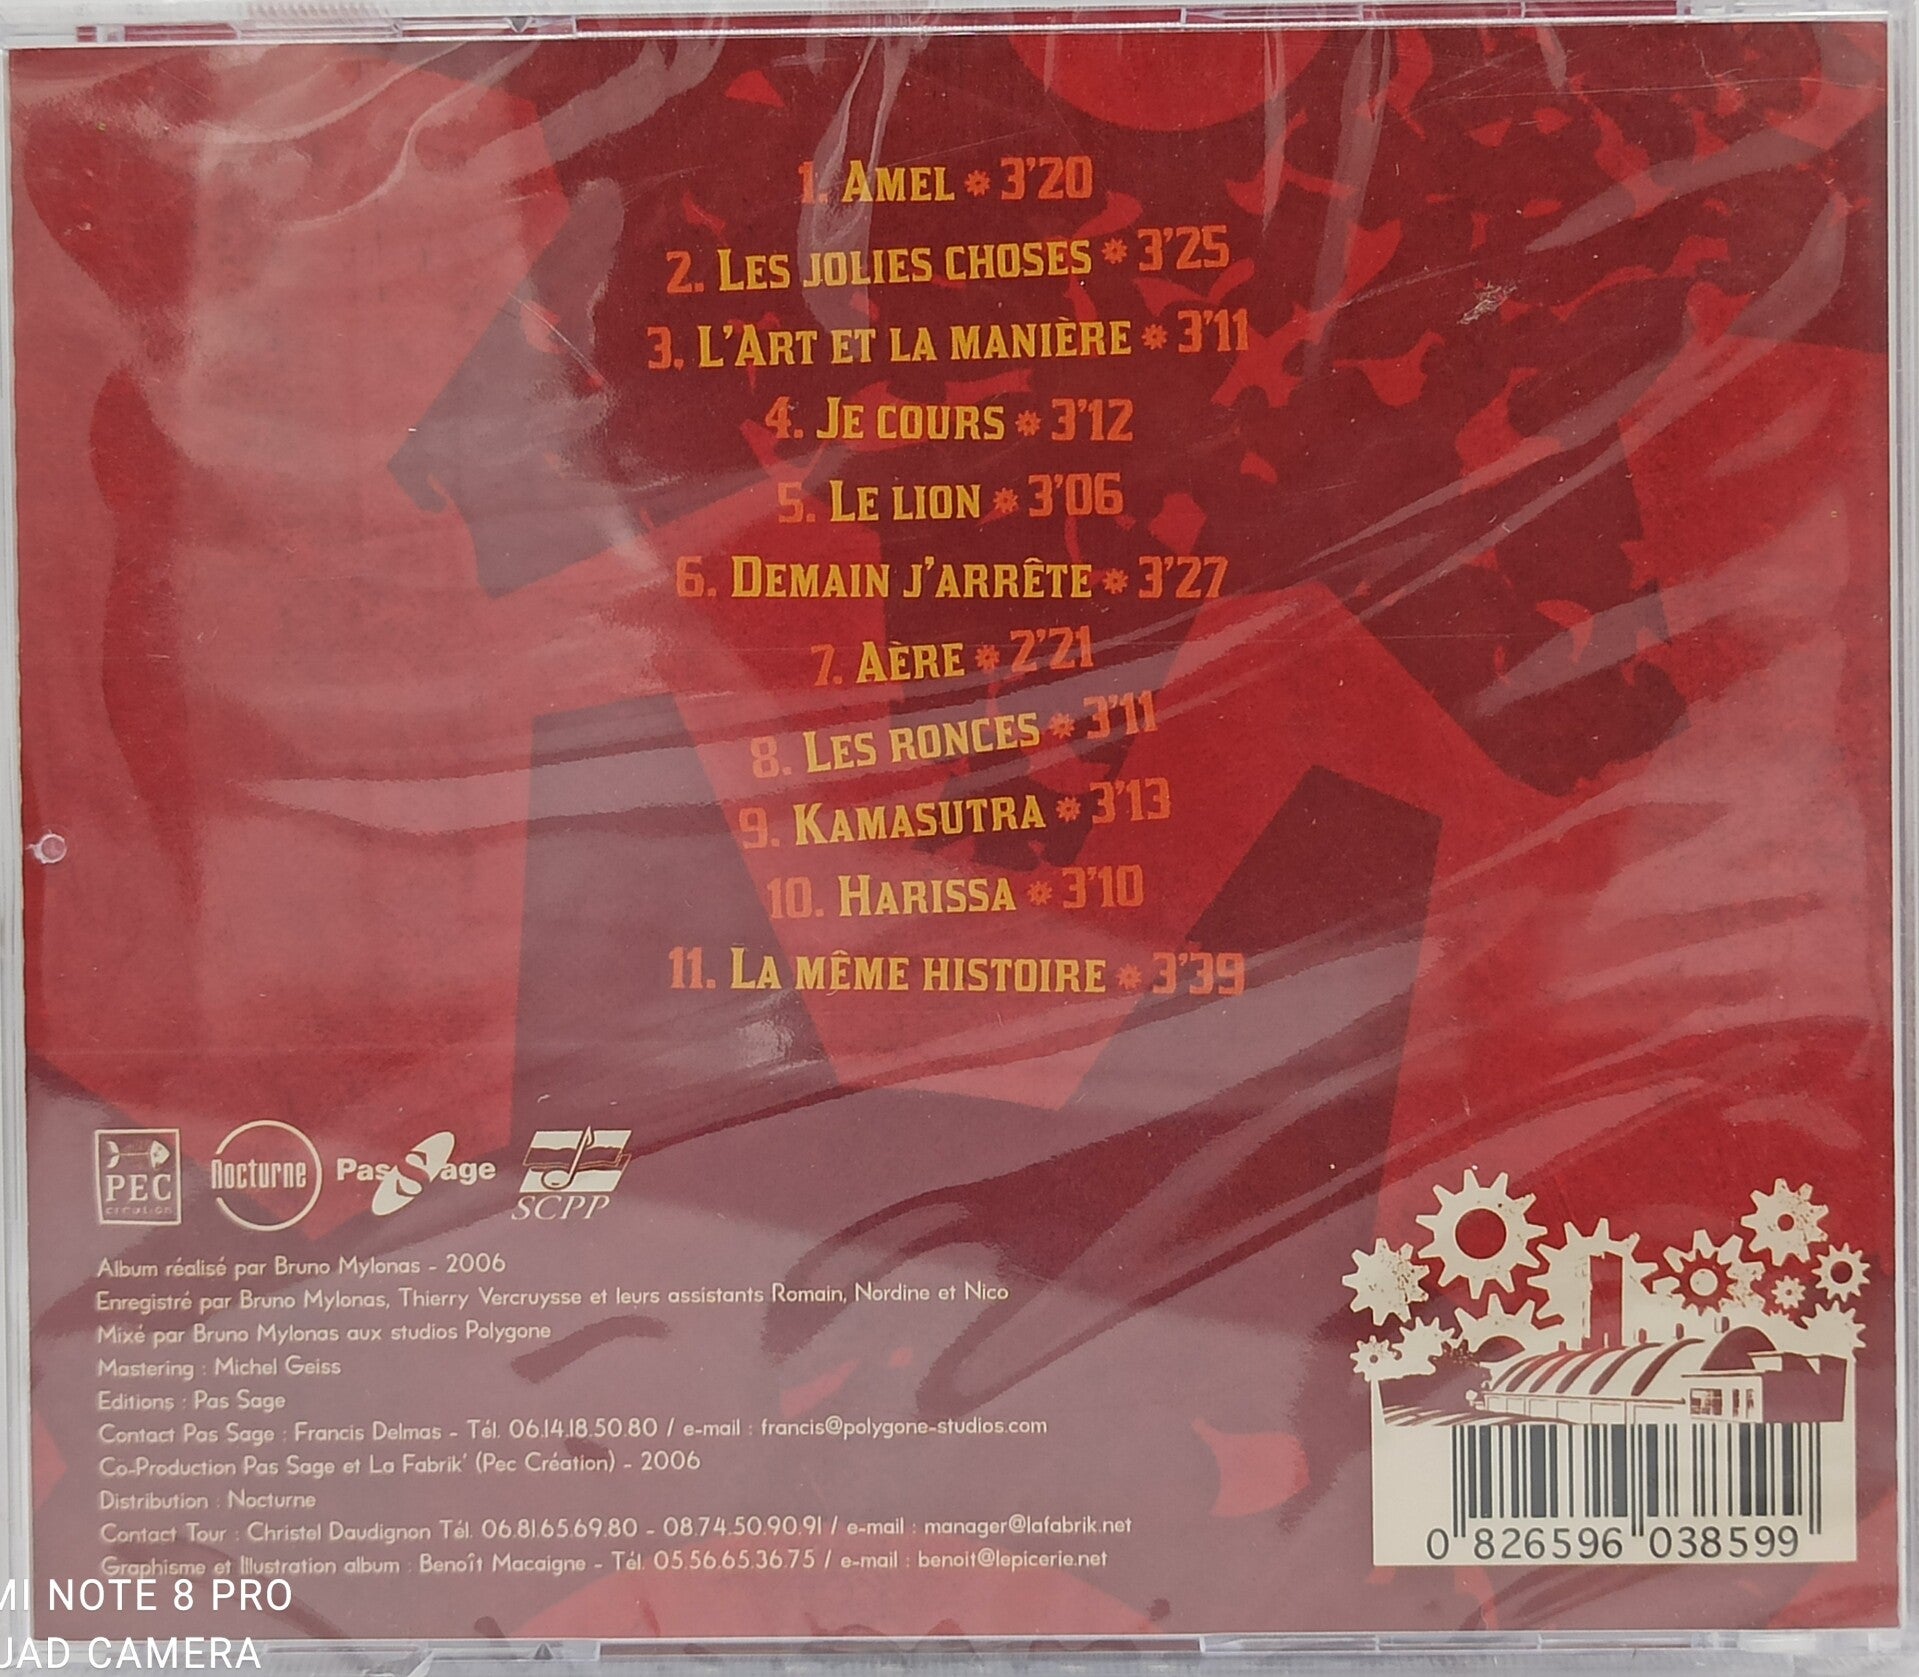 1. AMEL * 3'20
2. LES JOLIES CHOSES * 3'25
3. L'ART ET LA MANIÈRE * 3'11
4. JE COURS * 3'12
5. LE LION * 3'06
6. DEMAIN J'ARRÊTE * 3'27
7. AÈRE * 2'21
8. LES RONCES * 3'11
9. KAMASUTRA * 3'13
10. HARISSA * 3'10
11. LA MÊME HISTOIRE * 3'39
PEC création Nocturne Pas Sage SCPP
Album réalisé par Bruno Mylonas - 2006
Enregistré par Bruno Mylonas, Thierry Vercruysse et leurs assistants Romain, Nordine et Nico
Mixé par Bruno Mylonas aux studios Polygone
Mastering : Michel Geiss
Editions : Pas Sage
Contact Pas Sage : Francis Delmas - Tél. 06.14.18.50.80 / e-mail : francis@polygone-studios.com
Co-Production Pas Sage et La Fabrik' (Pec Création) - 2006
Distribution : Nocturne
Contact Tour : Christel Daudignon Tél. 06.81.65.69.80 - 08.74.50.90.91 / e-mail : manager@lafabrik.net
Graphisme et Illustration album : Benoît Macaigne - Tél. 05.56.65.36.75 / e-mail : benoit@lepicerie.net
0 826596 038599
MI NOTE 8 PRO
UAD CAMERA